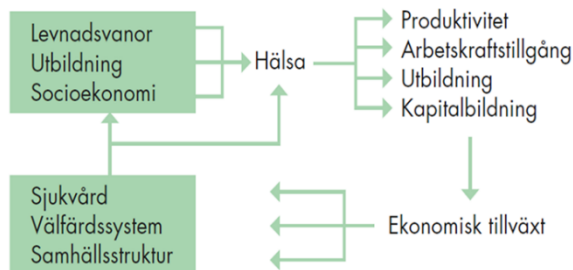 Levnadsvanor
Utbildning
Socioekonomi
Hälsa
Produktivitet
Arbetskraftstillgång
Utbildning
Kapitalbildning
Sjukvård
Välfärdssystem
Samhällsstruktur
Ekonomisk tillväxt